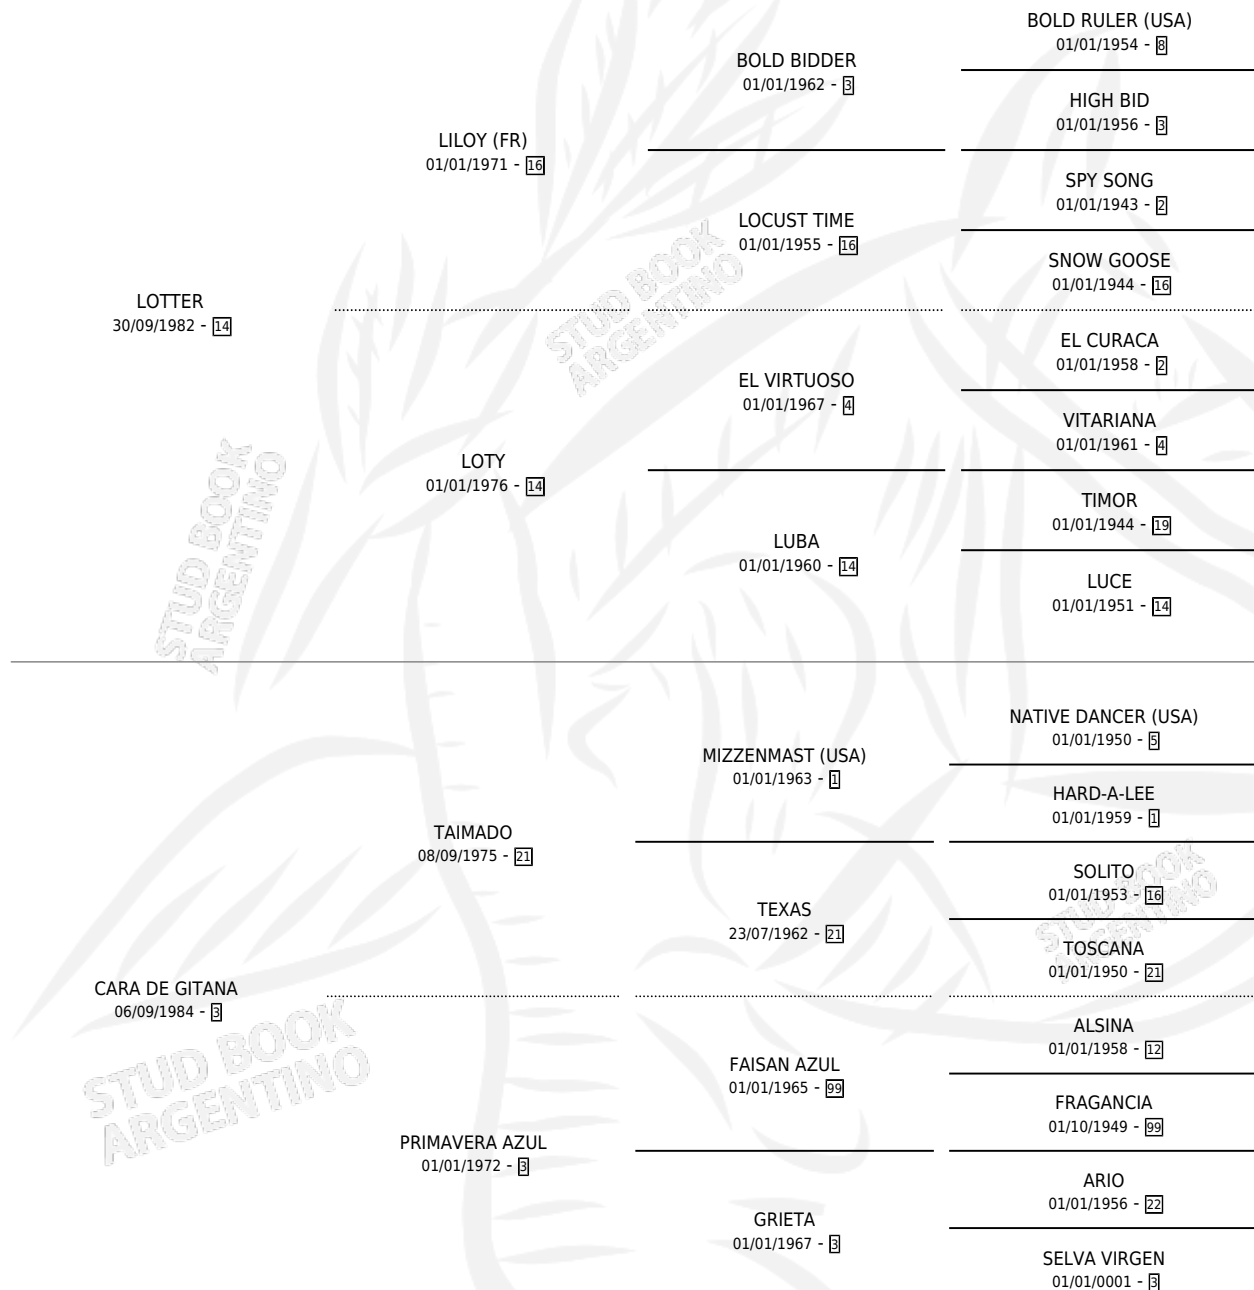 BOLD RULER (USA)
01/01/1954 - 8
BOLD BIDDER
01/01/1962 - 3
HIGH BID
01/01/1956 - 3
LILOY (FR)
01/01/1971 - 16
SPY SONG
01/01/1943 - 2
LOCUST TIME
01/01/1955 - 16
SNOW GOOSE
01/01/1944 - 16
LOTTER
30/09/1982 - 14
EL CURACA
01/01/1958 - 2
EL VIRTUOSO
01/01/1967 - 4
VITARIANA
01/01/1961 - 4
LOTY
01/01/1976 - 14
TIMOR
01/01/1944 - 19
LUBA
01/01/1960 - 14
LUCE
01/01/1951 - 14
NATIVE DANCER (USA)
01/01/1950 - 5
MIZZENMAST (USA)
01/01/1963 - 1
HARD-A-LEE
01/01/1959 - 1
TAIMADO
08/09/1975 - 21
SOLITO
01/01/1953 - 16
TEXAS
23/07/1962 - 21
TOSCANA
01/01/1950 - 21
CARA DE GITANA
06/09/1984 - 3
ALSINA
01/01/1958 - 12
FAISAN AZUL
01/01/1965 - 99
FRAGANCIA
01/10/1949 - 99
PRIMAVERA AZUL
01/01/1972 - 3
ARIO
01/01/1956 - 22
GRIETA
01/01/1967 - 3
SELVA VIRGEN
01/01/0001 - 3
STUD BOOK
ARGENTINO
STUD BOOK
ARGENTINO
STUD BOOK
ARGENTINO
STUD BOOK
ARGENTINO